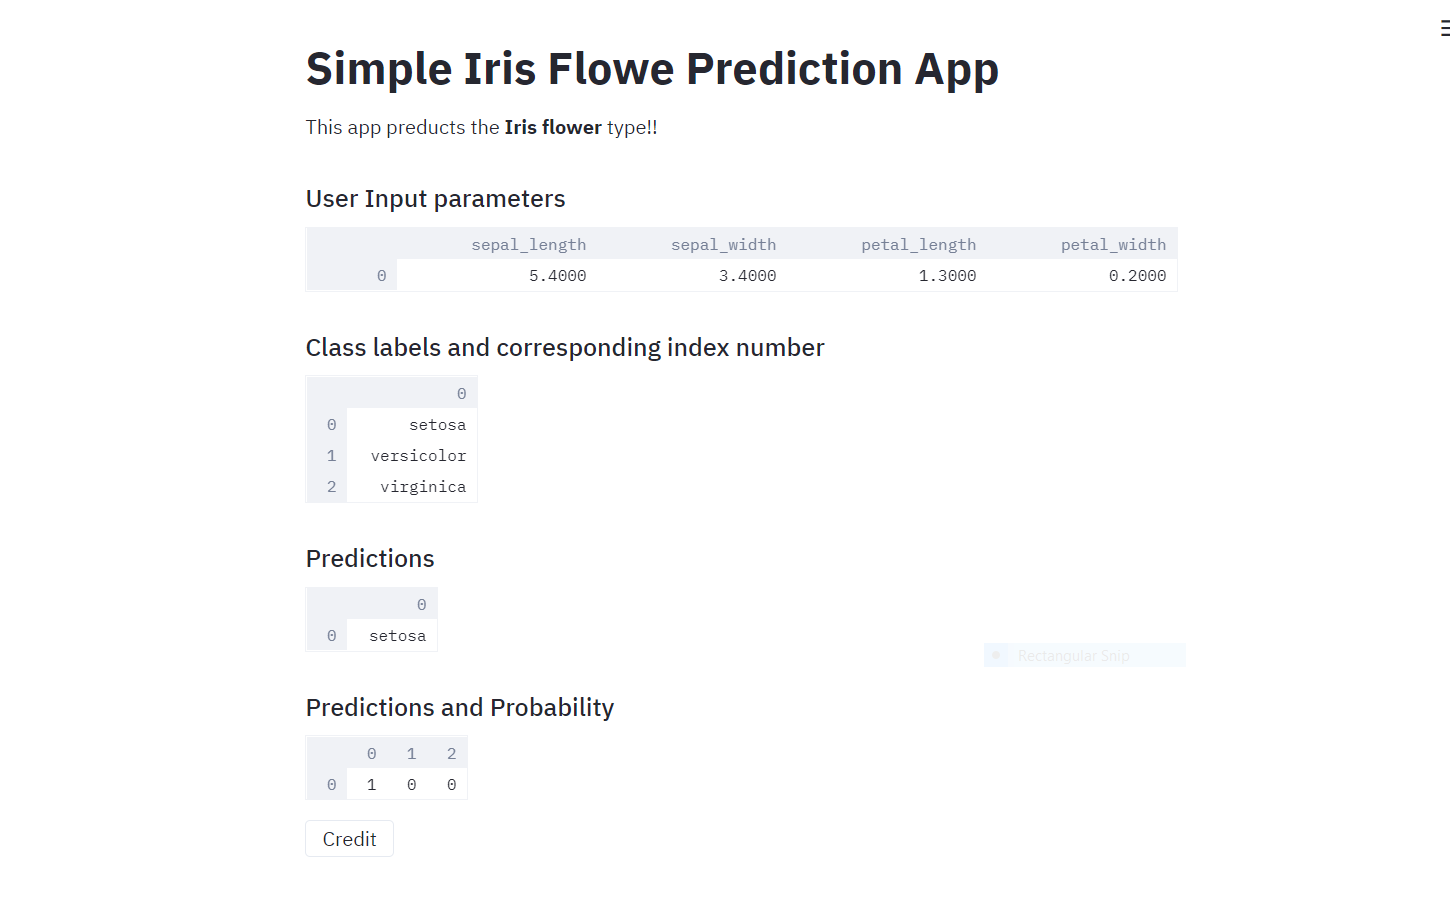 Simple Iris Flowe Prediction App
This app preducts the Iris flower type!!
User Input parameters
sepal_length sepal_width petal_length petal_width
0 5.4000 3.4000 1.3000 0.2000
Class labels and corresponding index number
0
0 setosa
1 versicolor
2 virginica
Predictions
0
0 setosa
Rectangular Snip
Predictions and Probability
0 1 2
0 1 0 0
Credit